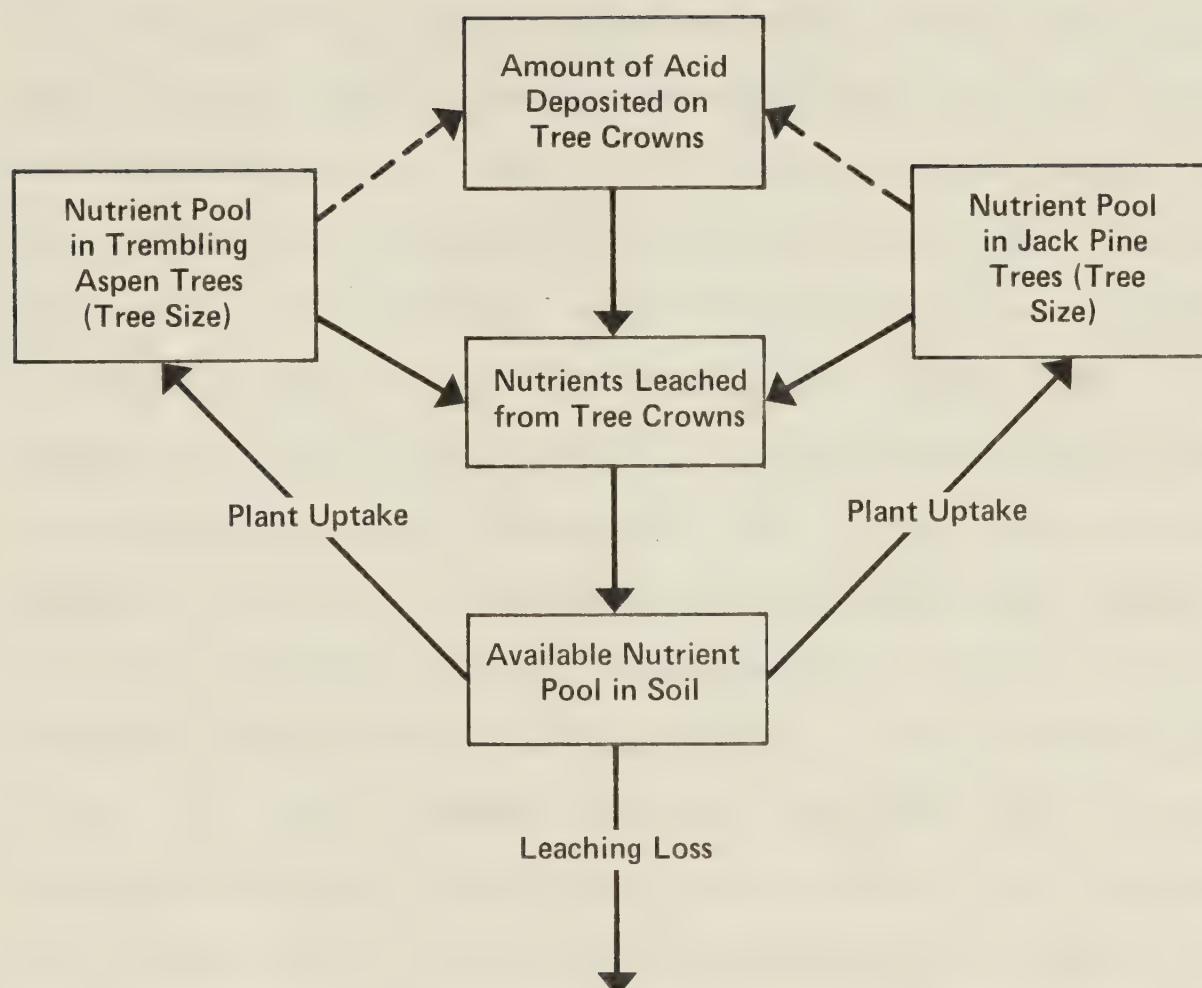 Amount of Acid
Deposited on
Tree Crowns
Nutrient Pool
in Trembling
Aspen Trees
(Tree Size)
Nutrient Pool
in Jack Pine
Trees (Tree
Size)
Nutrients Leached
from Tree Crowns
Plant Uptake
Plant Uptake
Available Nutrient
Pool in Soil
Leaching Loss